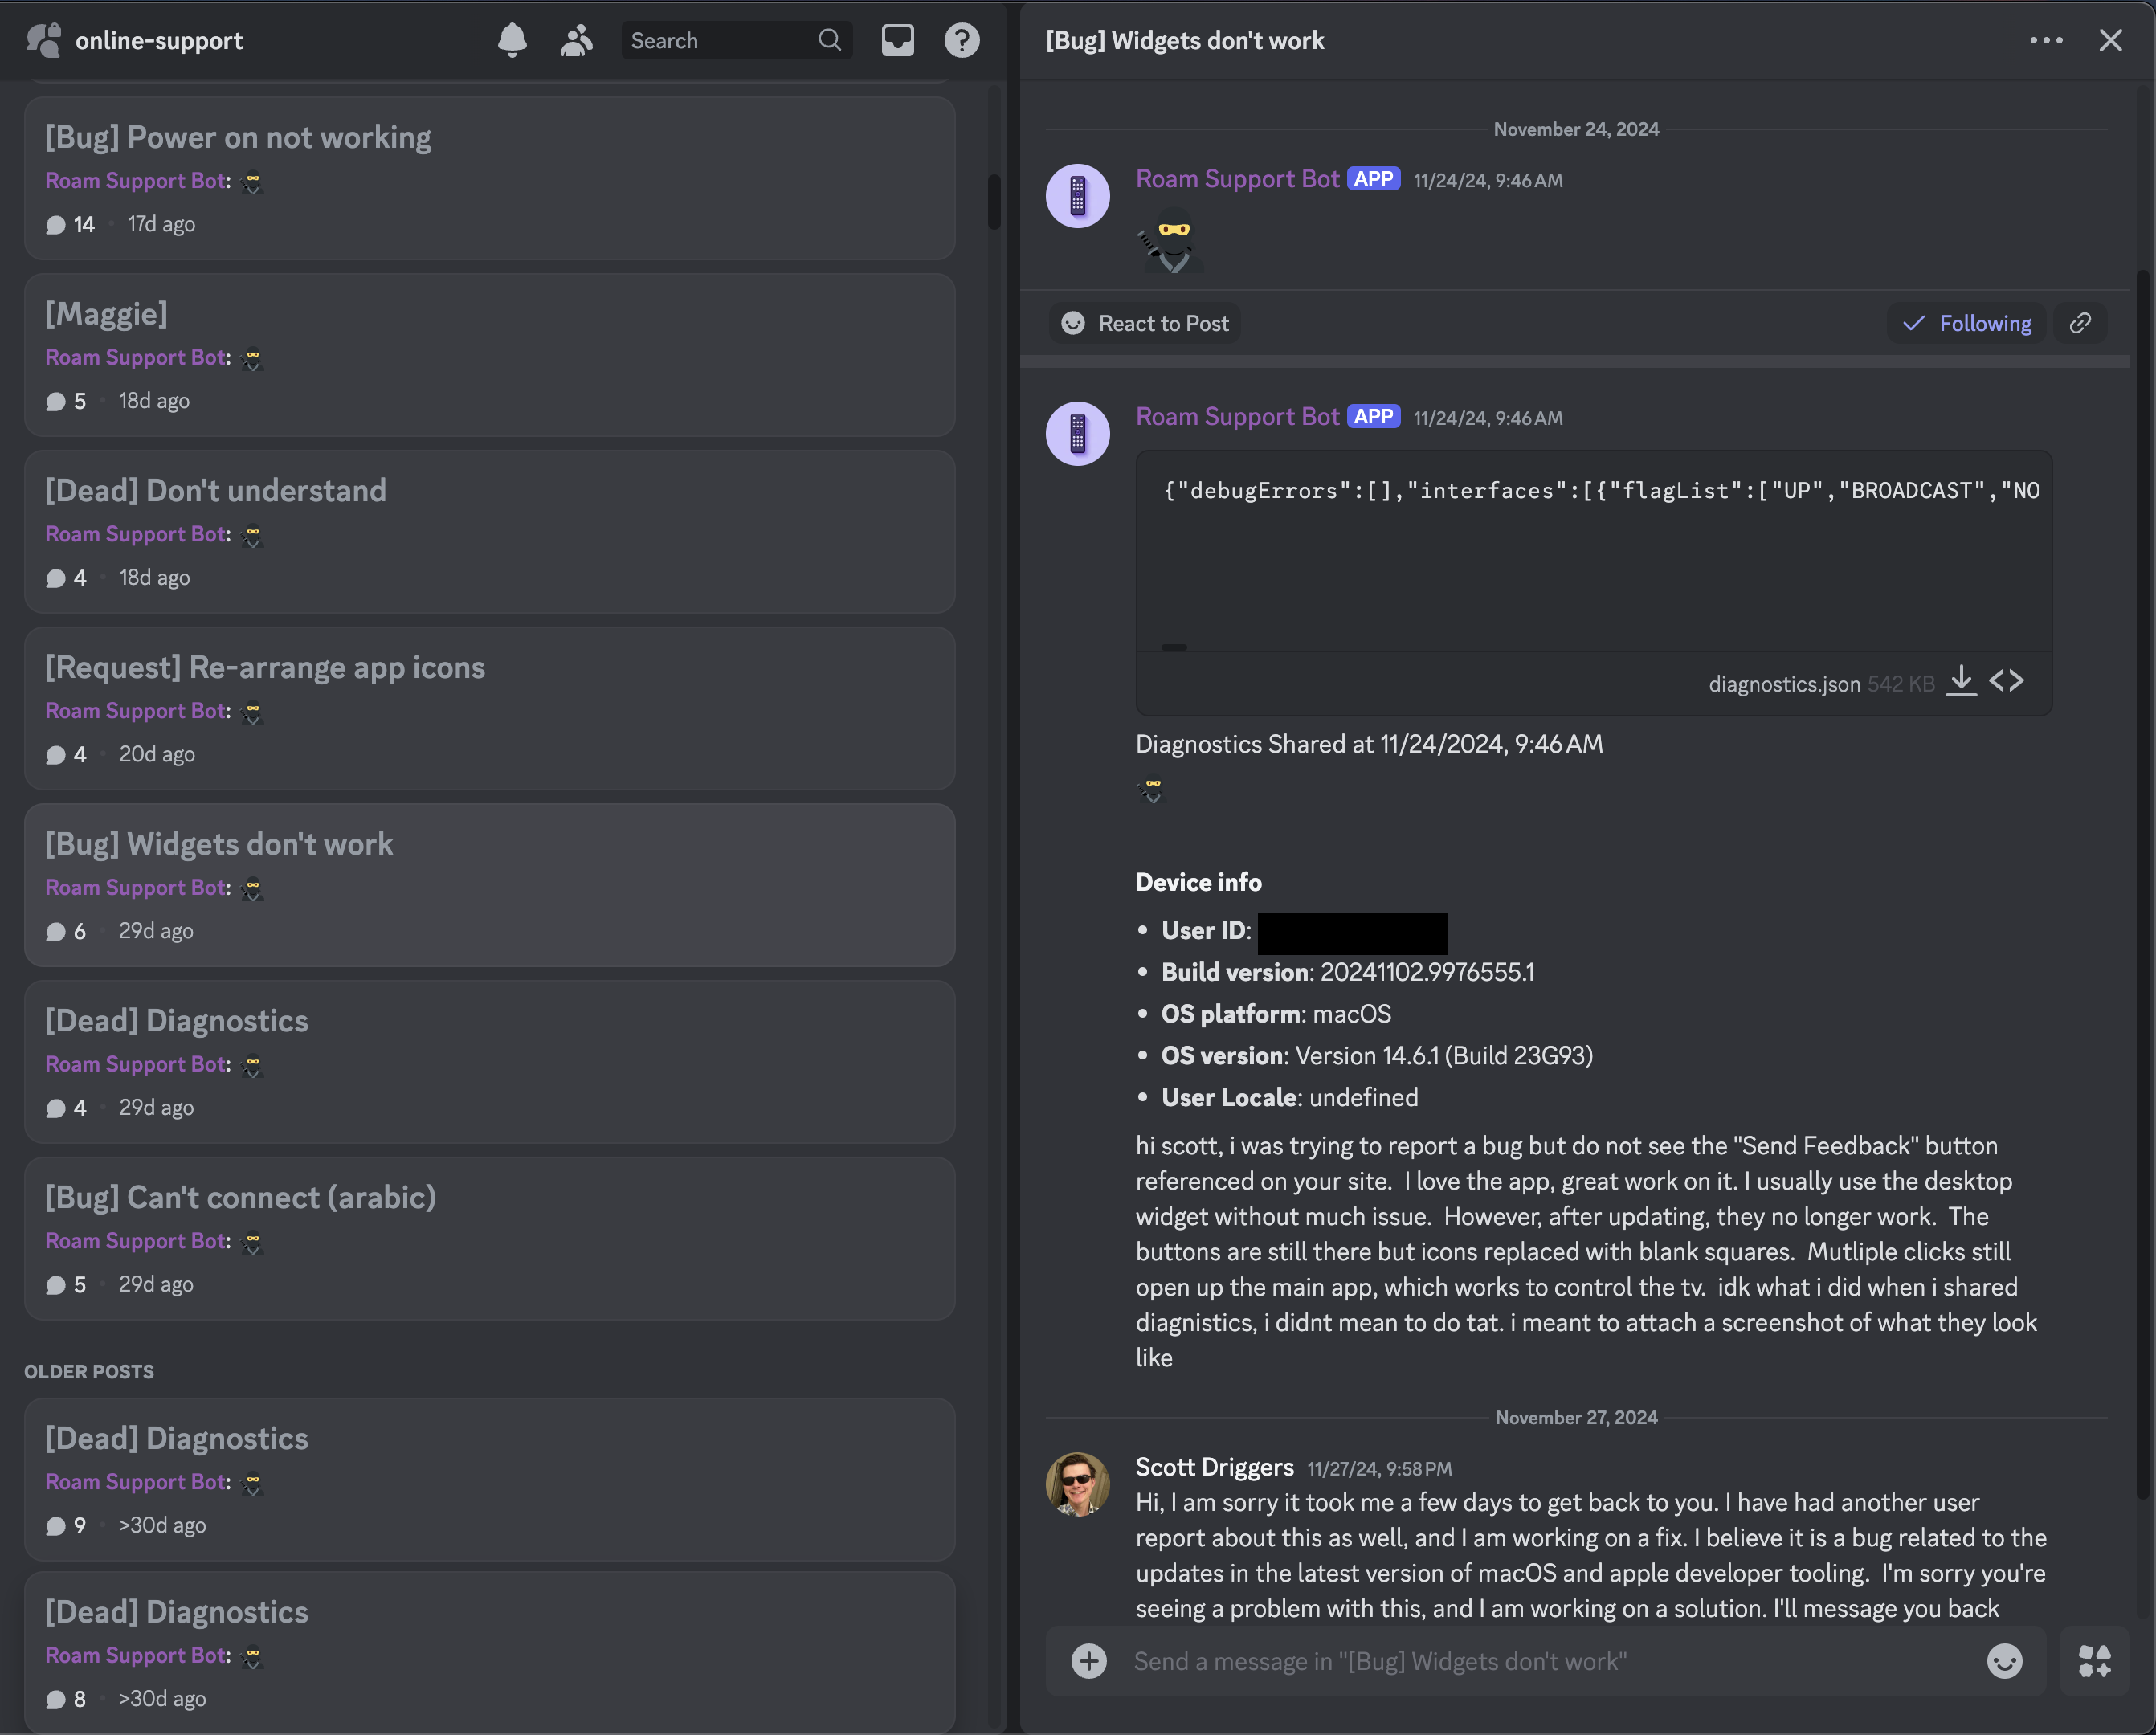 online-support
Search
[Bug] Power on not working
Roam Support Bot:
14 17d ago
[Maggie]
Roam Support Bot:
5 18d ago
[Dead] Don't understand
Roam Support Bot:
4 18d ago
[Request] Re-arrange app icons
Roam Support Bot:
4 20d ago
[Bug] Widgets don't work
Roam Support Bot:
6 29d ago
[Dead] Diagnostics
Roam Support Bot:
4 29d ago
[Bug] Can't connect (arabic)
Roam Support Bot:
5 29d ago
OLDER POSTS
[Dead] Diagnostics
Roam Support Bot:
9 >30d ago
[Dead] Diagnostics
Roam Support Bot:
8 >30d ago
[Bug] Widgets don't work
November 24, 2024
Roam Support Bot APP 11/24/24, 9:46 AM
React to Post
Following
Roam Support Bot APP 11/24/24, 9:46 AM
{"debugErrors":[],"interfaces":[{"flagList":["UP","BROADCAST","NO
diagnostics.json 542 KB
Diagnostics Shared at 11/24/2024, 9:46 AM
Device info
• User ID:
• Build version: 20241102.9976555.1
• OS platform: macOS
• OS version: Version 14.6.1 (Build 23G93)
• User Locale: undefined
hi scott, i was trying to report a bug but do not see the "Send Feedback" button
referenced on your site.  I love the app, great work on it. I usually use the desktop
widget without much issue.  However, after updating, they no longer work.  The
buttons are still there but icons replaced with blank squares.  Mutliple clicks still
open up the main app, which works to control the tv.  idk what i did when i shared
diagnistics, i didnt mean to do tat. i meant to attach a screenshot of what they look
like
November 27, 2024
Scott Driggers 11/27/24, 9:58 PM
Hi, I am sorry it took me a few days to get back to you. I have had another user
report about this as well, and I am working on a fix. I believe it is a bug related to the
updates in the latest version of macOS and apple developer tooling.  I'm sorry you're
seeing a problem with this, and I am working on a solution. I'll message you back
Send a message in "[Bug] Widgets don't work"